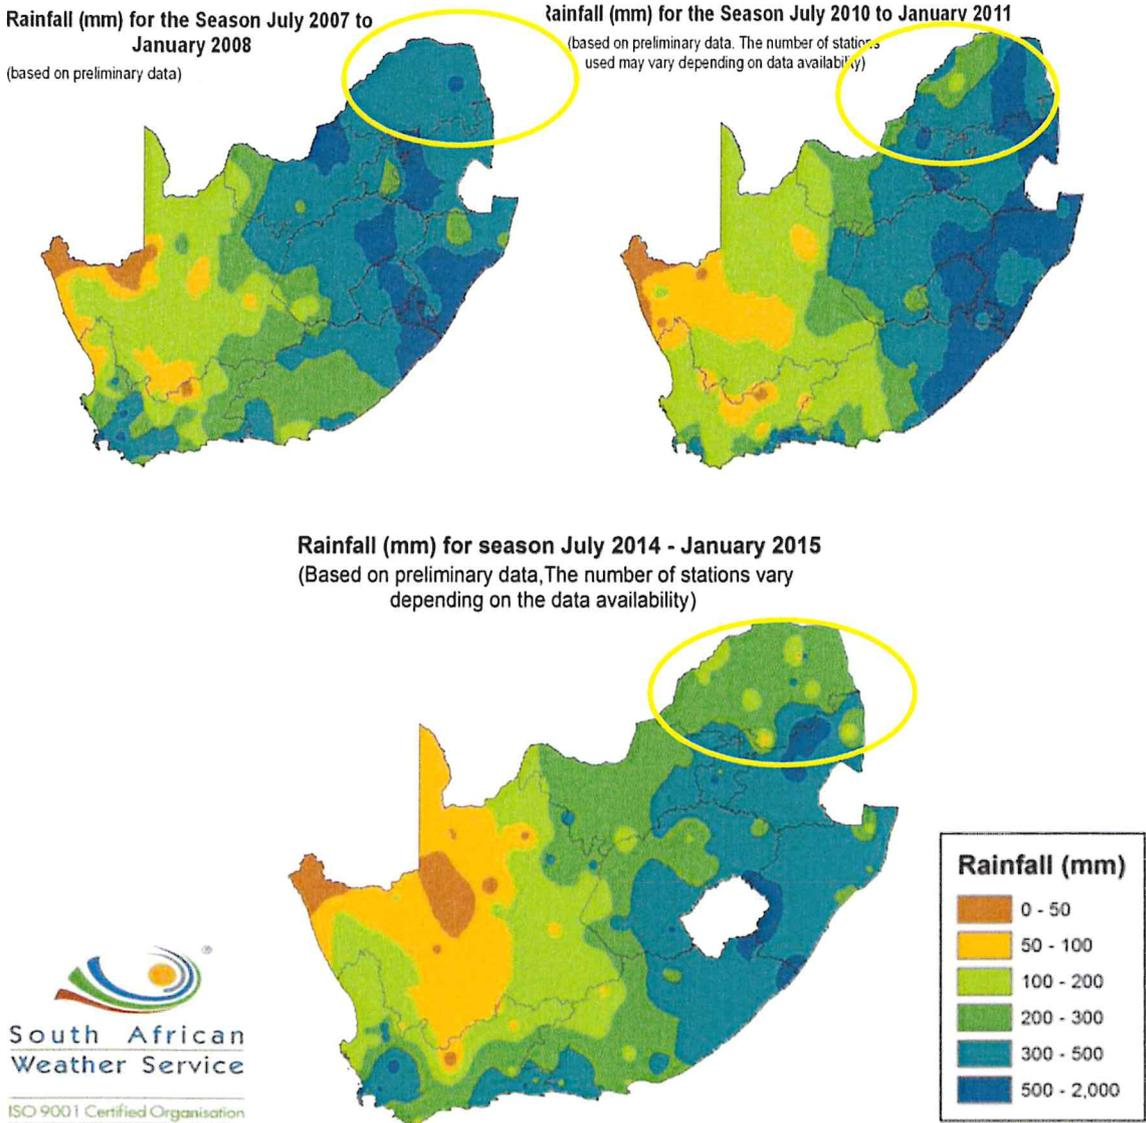 Rainfall (mm) for the Season July 2007 to
January 2008
(based on preliminary data)
Rainfall (mm) for the Season July 2010 to January 2011
(based on preliminary data. The number of stations
used may vary depending on data availability)
Rainfall (mm) for season July 2014 - January 2015
(Based on preliminary data,The number of stations vary
depending on the data availability)
Rainfall (mm)
0 - 50
50 - 100
100 - 200
200 - 300
300 - 500
500 - 2,000
®
South African
Weather Service
ISO 9001 Certified Organisation